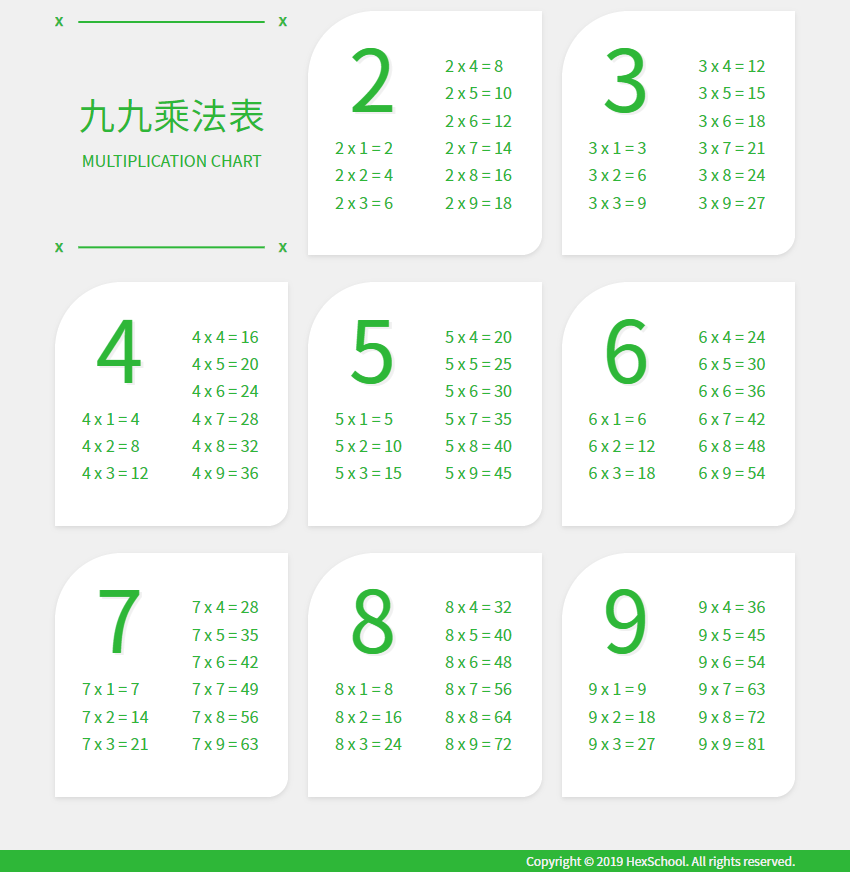 x x
九九乘法表
MULTIPLICATION CHART
x x
2
2 x 1 = 2
2 x 2 = 4
2 x 3 = 6
2 x 4 = 8
2 x 5 = 10
2 x 6 = 12
2 x 7 = 14
2 x 8 = 16
2 x 9 = 18
3
3 x 1 = 3
3 x 2 = 6
3 x 3 = 9
3 x 4 = 12
3 x 5 = 15
3 x 6 = 18
3 x 7 = 21
3 x 8 = 24
3 x 9 = 27
4
4 x 1 = 4
4 x 2 = 8
4 x 3 = 12
4 x 4 = 16
4 x 5 = 20
4 x 6 = 24
4 x 7 = 28
4 x 8 = 32
4 x 9 = 36
5
5 x 1 = 5
5 x 2 = 10
5 x 3 = 15
5 x 4 = 20
5 x 5 = 25
5 x 6 = 30
5 x 7 = 35
5 x 8 = 40
5 x 9 = 45
6
6 x 1 = 6
6 x 2 = 12
6 x 3 = 18
6 x 4 = 24
6 x 5 = 30
6 x 6 = 36
6 x 7 = 42
6 x 8 = 48
6 x 9 = 54
7
7 x 1 = 7
7 x 2 = 14
7 x 3 = 21
7 x 4 = 28
7 x 5 = 35
7 x 6 = 42
7 x 7 = 49
7 x 8 = 56
7 x 9 = 63
8
8 x 1 = 8
8 x 2 = 16
8 x 3 = 24
8 x 4 = 32
8 x 5 = 40
8 x 6 = 48
8 x 7 = 56
8 x 8 = 64
8 x 9 = 72
9
9 x 1 = 9
9 x 2 = 18
9 x 3 = 27
9 x 4 = 36
9 x 5 = 45
9 x 6 = 54
9 x 7 = 63
9 x 8 = 72
9 x 9 = 81
Copyright © 2019 HexSchool. All rights reserved.